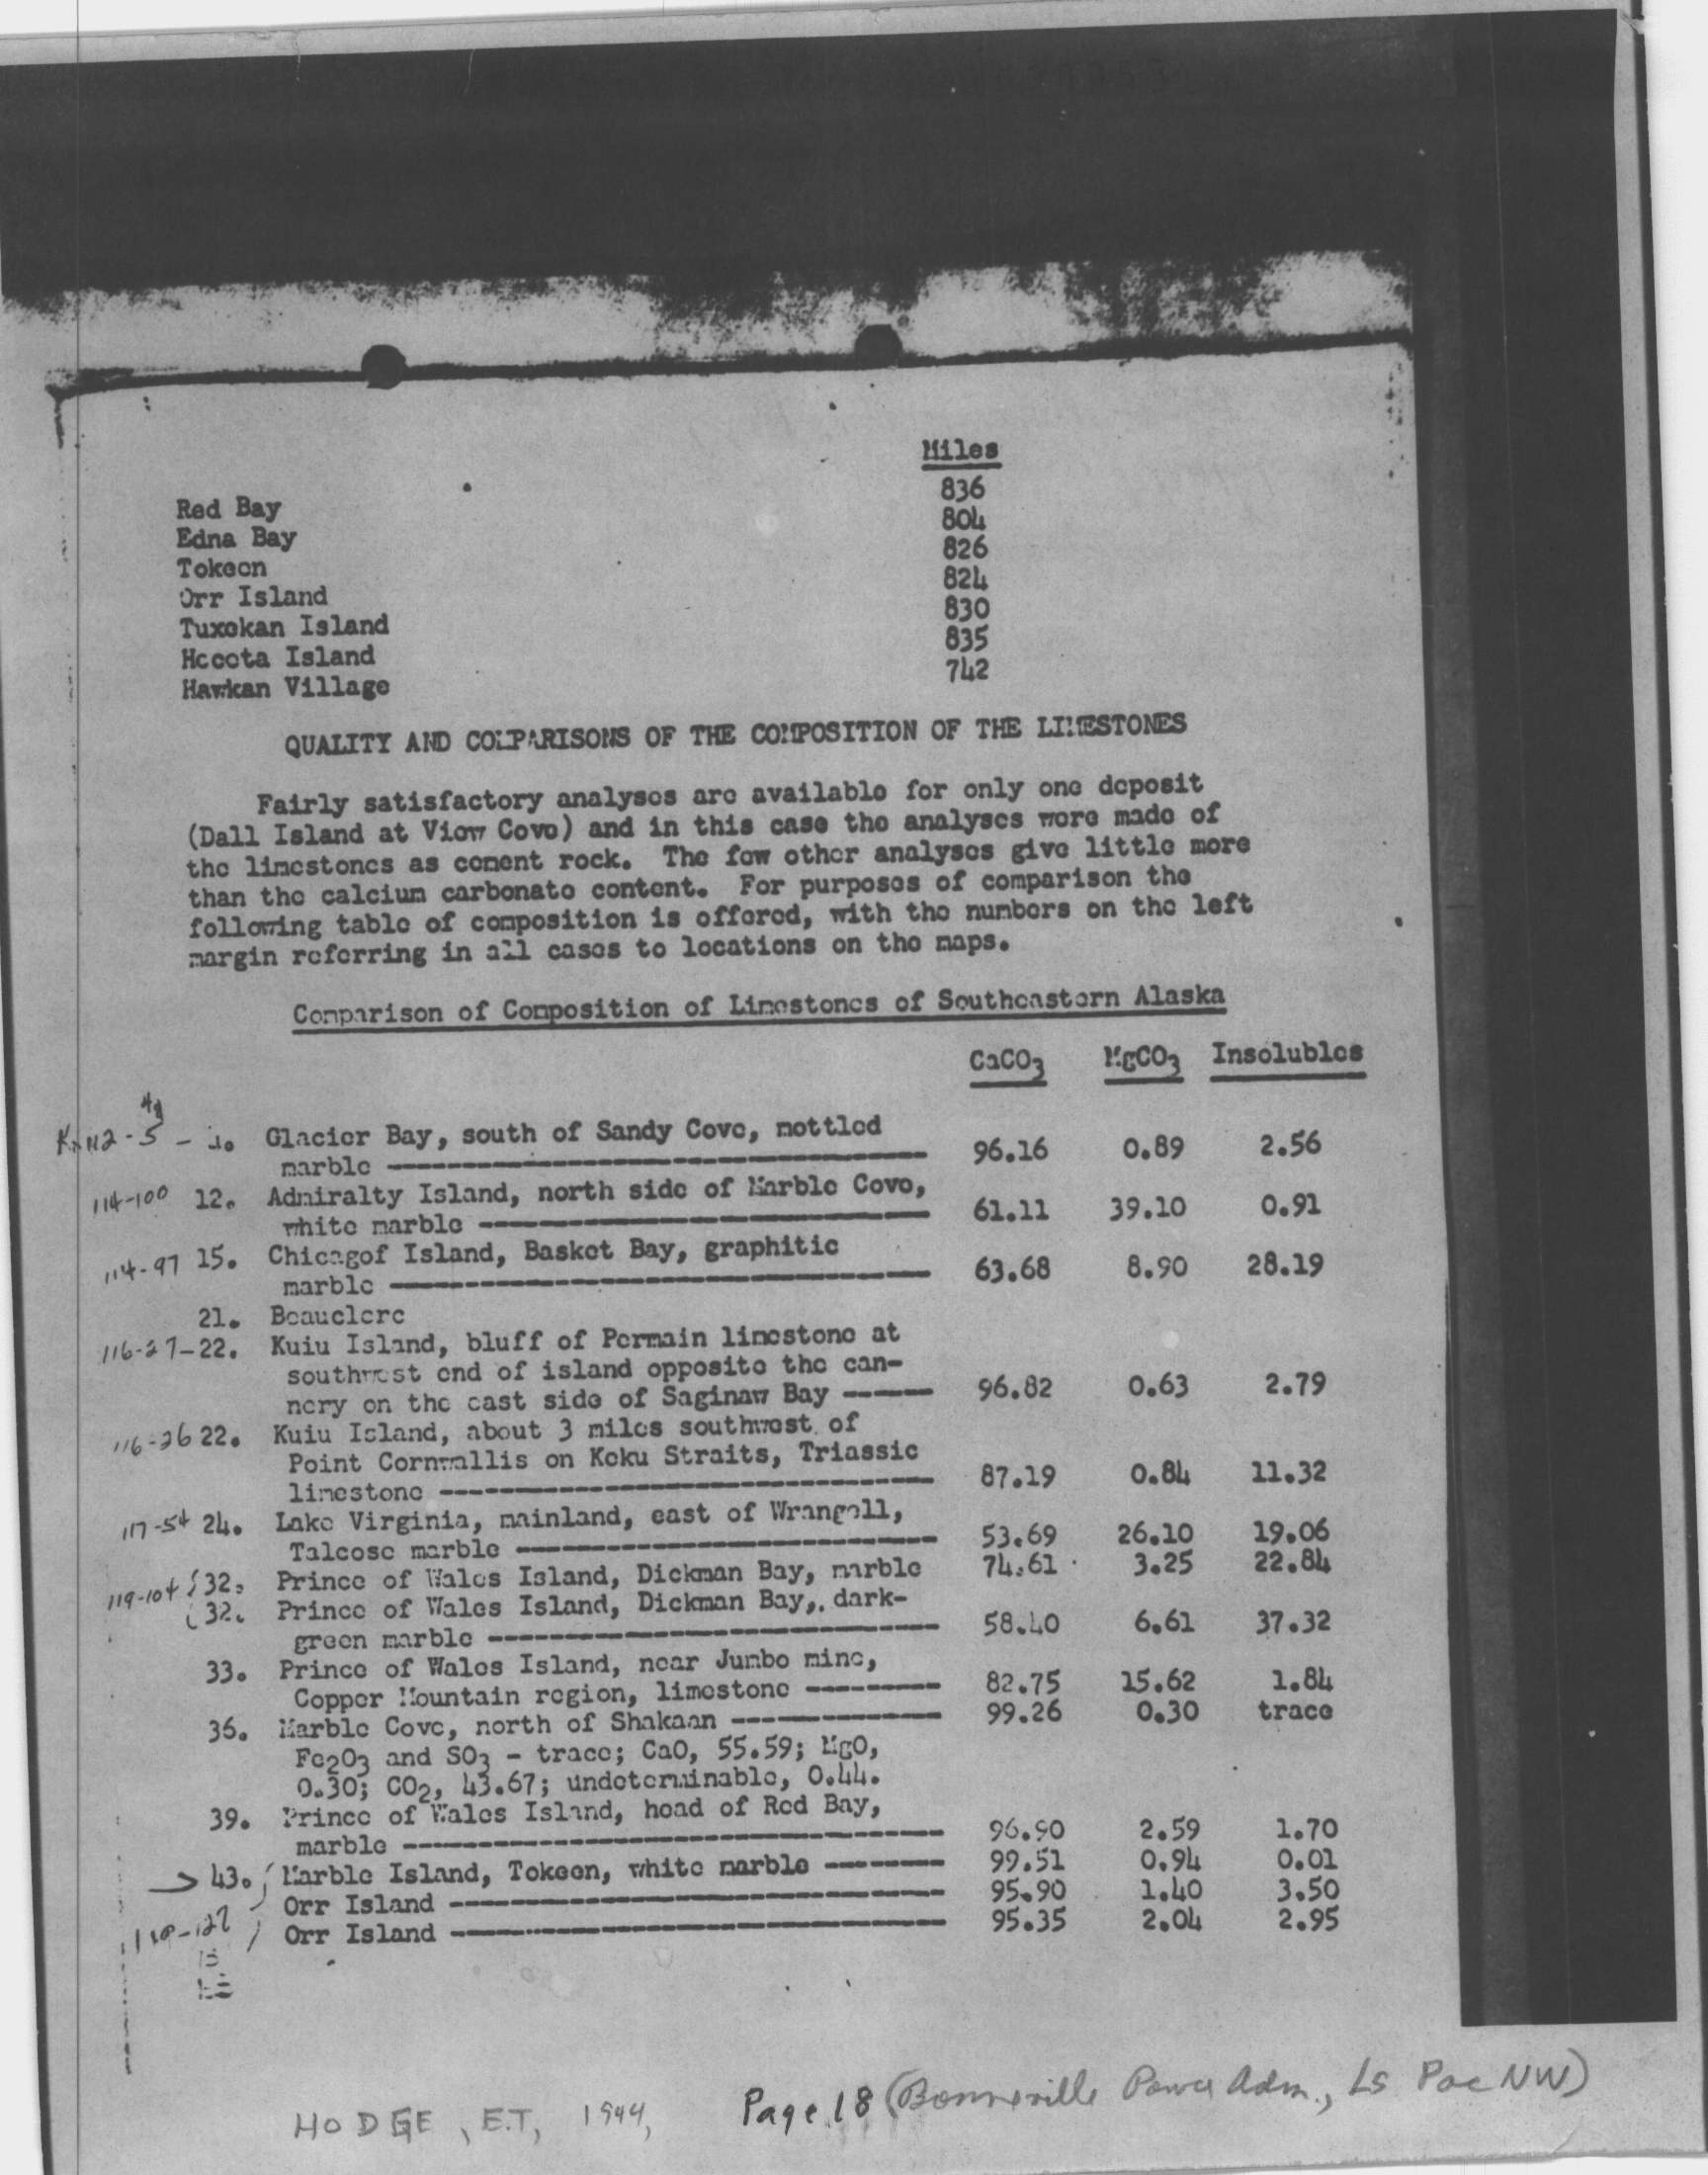 Miles
Red Bay 836
Edna Bay 804
Tokeen 826
Orr Island 824
Tuxekan Island 830
Heceta Island 835
Hawkan Village 742
QUALITY AND COMPARISONS OF THE COMPOSITION OF THE LIMESTONES
Fairly satisfactory analyses are available for only one deposit
(Dall Island at View Cove) and in this case the analyses were made of
the limestones as cement rock. The few other analyses give little more
than the calcium carbonate content. For purposes of comparison the
following table of composition is offered, with the numbers on the left
margin referring in all cases to locations on the maps.
Comparison of Composition of Limestones of Southeastern Alaska
CaCO3 MgCO3 Insolubles
112-5 - Glacier Bay, south of Sandy Cove, mottled
marble ------ 96.16 0.89 2.56
114-100 12. Admiralty Island, north side of Marble Cove,
white marble ------ 61.11 39.10 0.91
114-97 15. Chicagof Island, Basket Bay, graphitic
marble ------ 63.68 8.90 28.19
21. Beauclerc
116-27-22. Kuiu Island, bluff of Permain limestone at
southwest end of island opposite the can-
nery on the east side of Saginaw Bay ------ 96.82 0.63 2.79
116-26 22. Kuiu Island, about 3 miles southwest of
Point Cornwallis on Keku Straits, Triassic
limestone ------ 87.19 0.84 11.32
117-54 24. Lake Virginia, mainland, east of Wrangell,
Talcose marble ------ 53.69 26.10 19.06
119-104 32. Prince of Wales Island, Dickman Bay, marble 74.61 3.25 22.84
32. Prince of Wales Island, Dickman Bay, dark-
green marble ------ 58.40 6.61 37.32
33. Prince of Wales Island, near Jumbo mine,
Copper Mountain region, limestone ------ 82.75 15.62 1.84
36. Marble Cove, north of Shakaan ------ 99.26 0.30 trace
Fe2O3 and SO3 - trace; CaO, 55.59; MgO,
0.30; CO2, 43.67; undeterminable, 0.44.
39. Prince of Wales Island, head of Red Bay,
marble ------ 96.90 2.59 1.70
43. Marble Island, Tokeen, white marble ------ 99.51 0.94 0.01
Orr Island ------ 95.90 1.40 3.50
Orr Island ------ 95.35 2.04 2.95
HODGE, E.T, 1944, Page 18 (Bonneville Power Adm., Ls Pac NW)